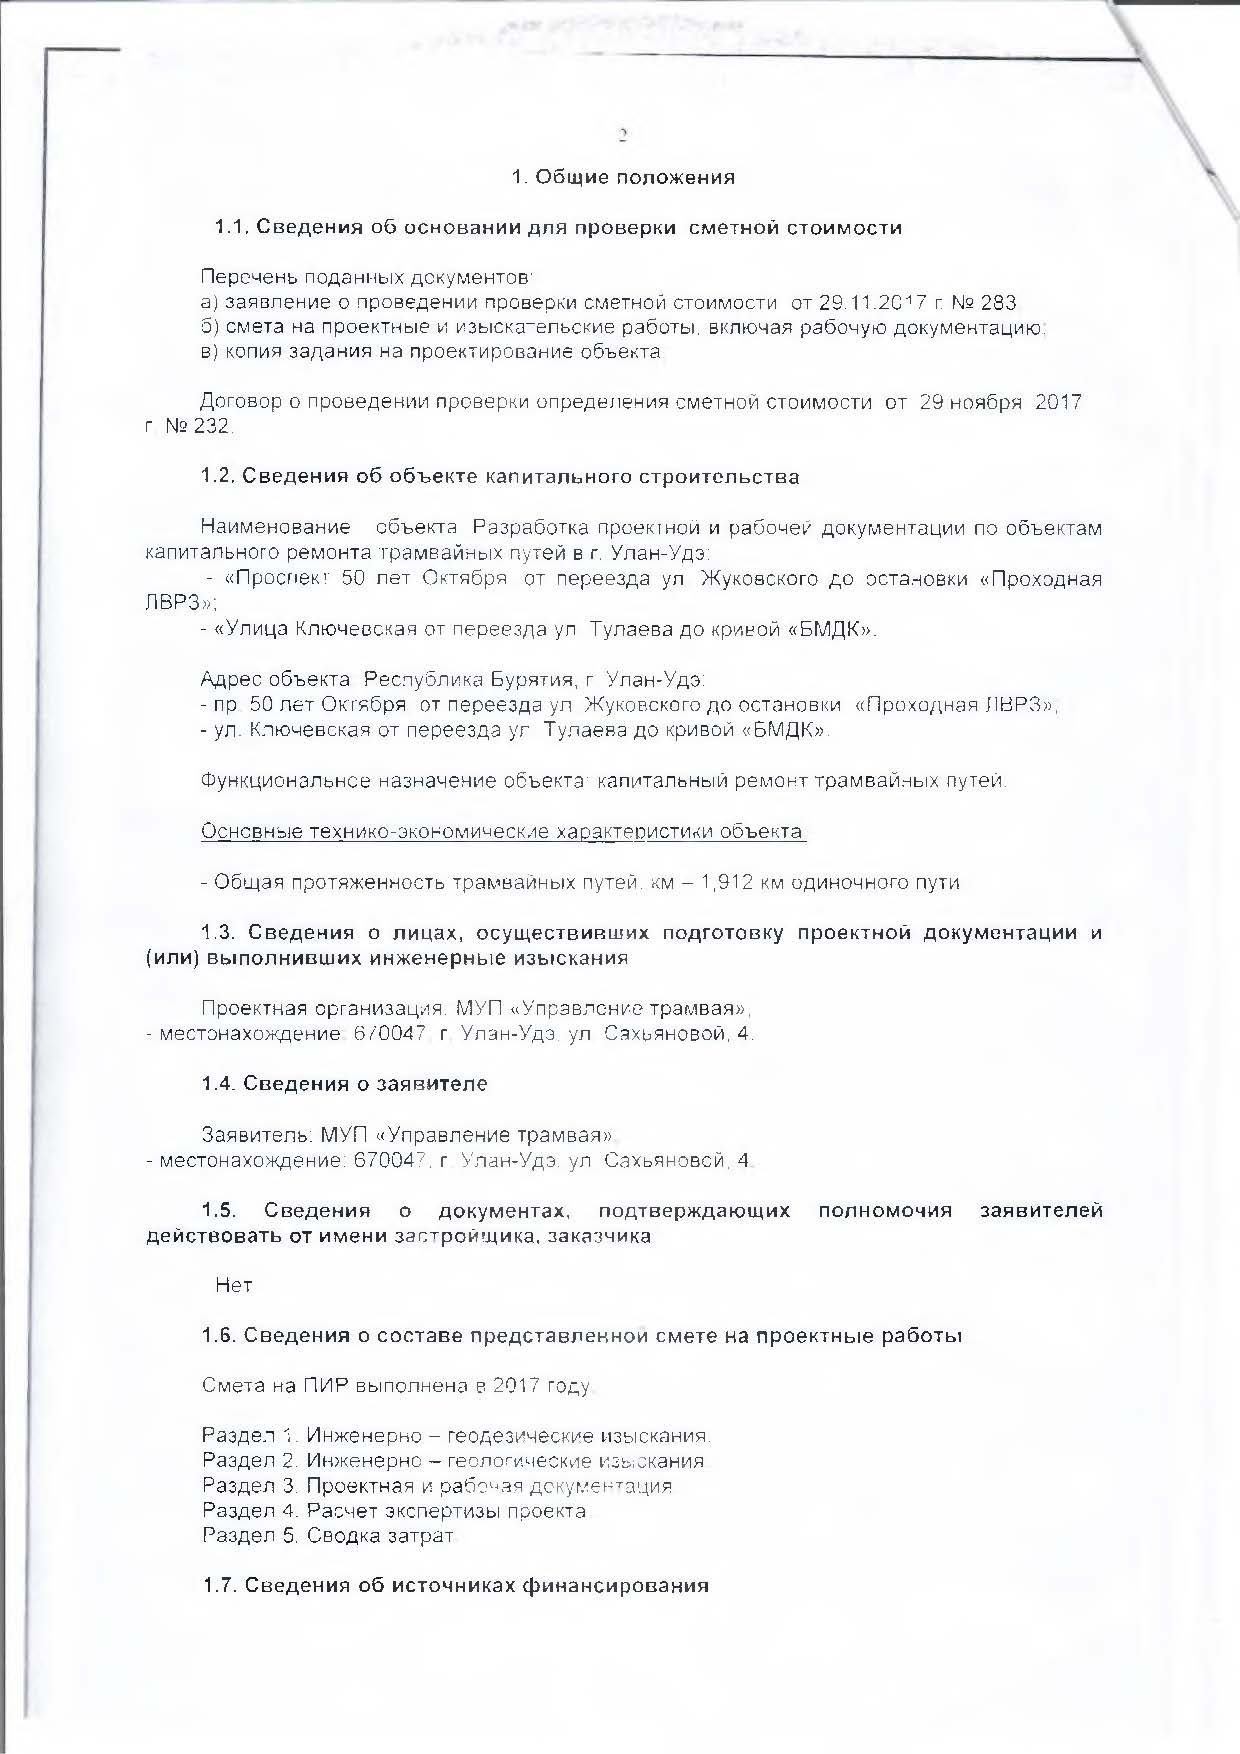 2
1. Общие положения
1.1. Сведения об основании для проверки сметной стоимости
Перечень поданных документов:
а) заявление о проведении проверки сметной стоимости от 29.11.2017 г. № 283
б) смета на проектные и изыскательские работы, включая рабочую документацию;
в) копия задания на проектирование объекта
Договор о проведении проверки определения сметной стоимости от 29 ноября 2017
г. № 232.
1.2. Сведения об объекте капитального строительства
Наименование объекта Разработка проектной и рабочей документации по объектам
капитального ремонта трамвайных путей в г. Улан-Удэ:
- «Проспект 50 лет Октября от переезда ул Жуковского до остановки «Проходная
ЛВРЗ»;
- «Улица Ключевская от переезда ул Тулаева до кривой «БМДК».
Адрес объекта Республика Бурятия, г Улан-Удэ:
- пр. 50 лет Октября от переезда ул Жуковского до остановки «Проходная ЛВРЗ»;
- ул. Ключевская от переезда ул Тулаева до кривой «БМДК».
Функциональное назначение объекта: капитальный ремонт трамвайных путей.
Основные технико-экономические характеристики объекта
- Общая протяженность трамвайных путей, км – 1,912 км одиночного пути
1.3. Сведения о лицах, осуществивших подготовку проектной документации и
(или) выполнивших инженерные изыскания
Проектная организация: МУП «Управление трамвая»,
- местонахождение: 670047, г. Улан-Удэ, ул Сахьяновой, 4.
1.4. Сведения о заявителе
Заявитель: МУП «Управление трамвая»
- местонахождение: 670047, г. Улан-Удэ, ул Сахьяновой, 4.
1.5. Сведения о документах, подтверждающих полномочия заявителей
действовать от имени застройщика, заказчика
Нет
1.6. Сведения о составе представленной смете на проектные работы
Смета на ПИР выполнена в 2017 году.
Раздел 1. Инженерно – геодезические изыскания.
Раздел 2. Инженерно – геологические изыскания
Раздел 3. Проектная и рабочая документация
Раздел 4. Расчет экспертизы проекта
Раздел 5. Сводка затрат
1.7. Сведения об источниках финансирования